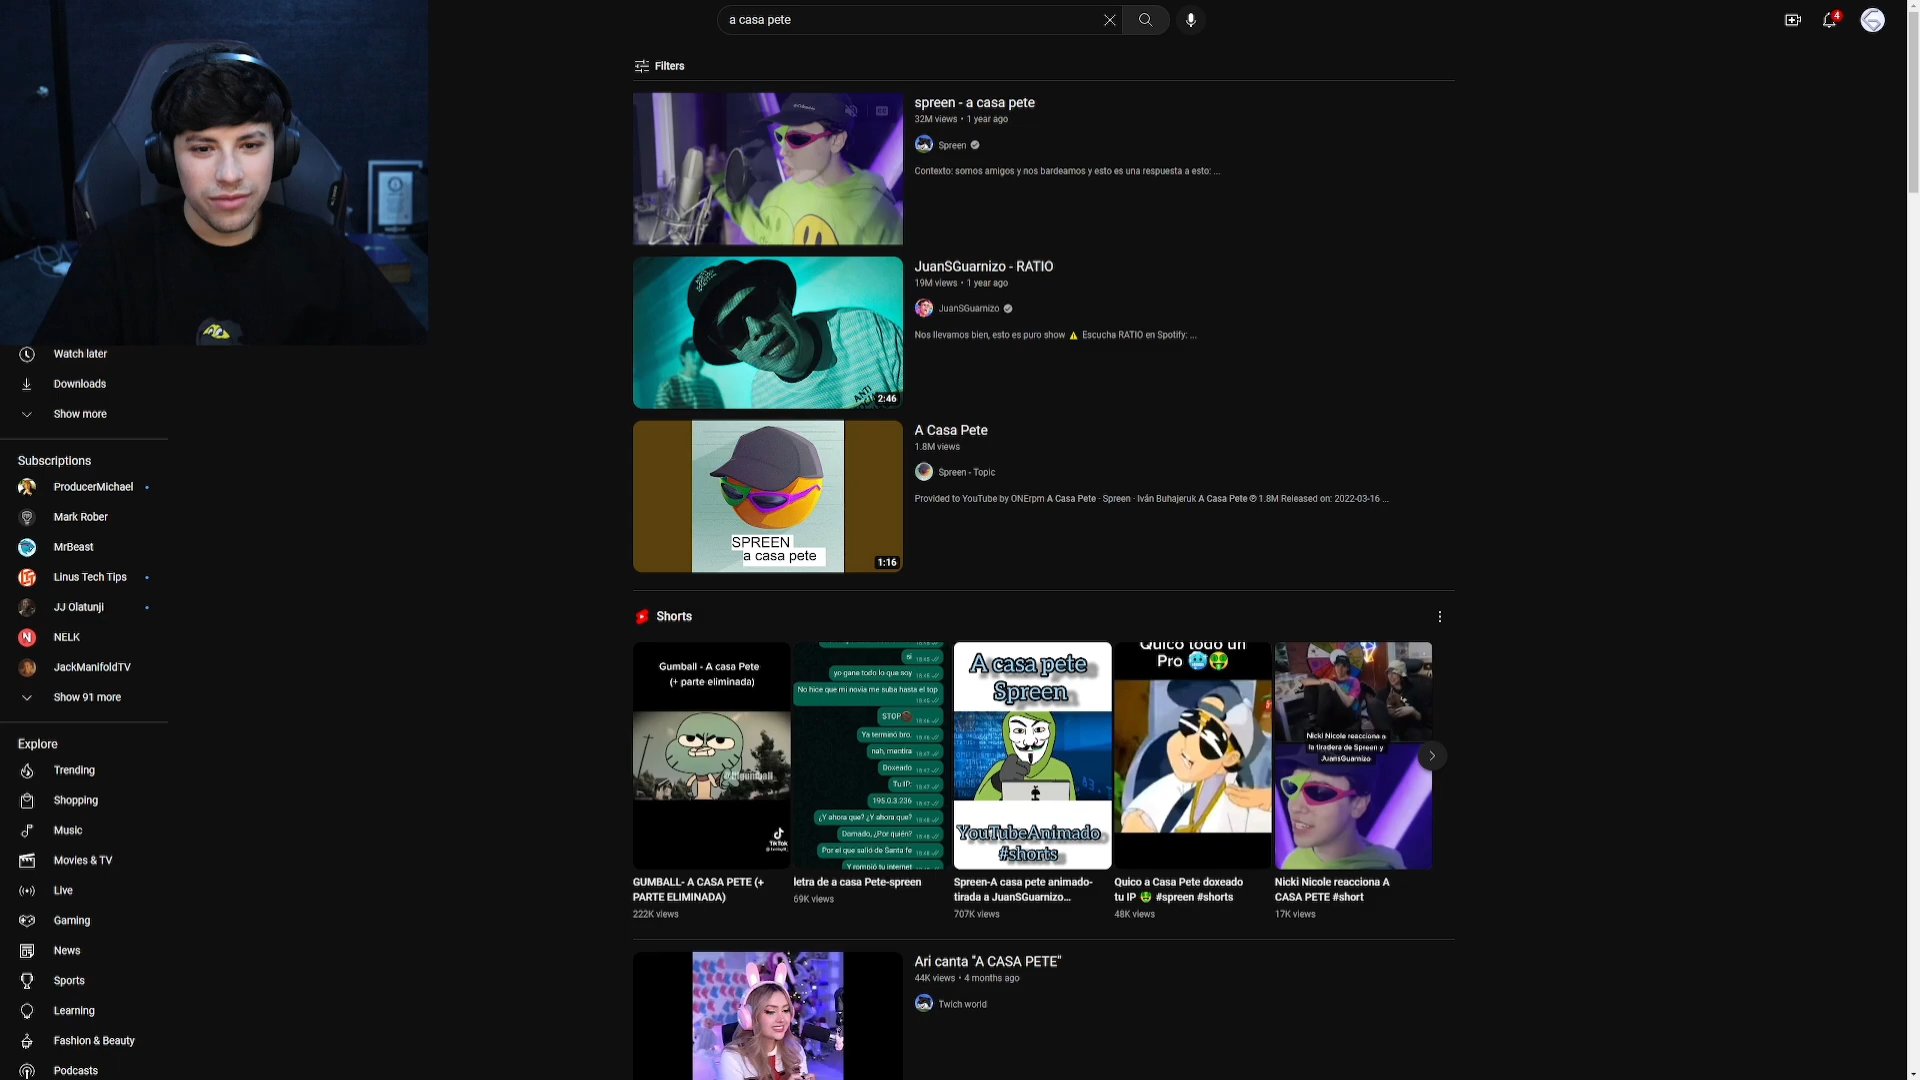 a casa pete
4
Filters
spreen - a casa pete
32M views • 1 year ago
Spreen
Contexto: somos amigos y nos bardeamos y esto es una respuesta a esto: ...
JuanSGuarnizo - RATIO
19M views • 1 year ago
JuanSGuarnizo
Nos llevamos bien, esto es puro show ⚠ Escucha RATIO en Spotify: ...
2:46
A Casa Pete
1.8M views
Spreen - Topic
Provided to YouTube by ONErpm A Casa Pete · Spreen · Iván Buhajeruk A Casa Pete ℗ 1.8M Released on: 2022-03-16 ...
SPREEN
a casa pete
1:16
Watch later
Downloads
Show more
Subscriptions
ProducerMichael
Mark Rober
MrBeast
Linus Tech Tips
JJ Olatunji
NELK
JackManifoldTV
Show 91 more
Explore
Trending
Shopping
Music
Movies & TV
Live
Gaming
News
Sports
Learning
Fashion & Beauty
Podcasts
Shorts
Gumball - A casa Pete
(+ parte eliminada)
TikTok
si
yo gane todo lo que soy
No hice que mi novia me suba hasta el top
STOP
Ya terminó bro.
nah, mentira
Doxeado
Tu IP:
195.0.3.236
¿Y ahora que? ¿Y ahora que?
Domado, ¿Por quién?
Por el que salió de Santa fe
Y rompió tu internet
A casa pete
Spreen
YouTubeAnimado
#shorts
Quico todo un
Pro
Nicki Nicole reacciona a
la tiradera de Spreen y
JuansGuarnizo
GUMBALL- A CASA PETE (+
PARTE ELIMINADA)
222K views
letra de a casa Pete-spreen
69K views
Spreen-A casa pete animado-
tirada a JuanSGuarnizo...
707K views
Quico a Casa Pete doxeado
tu IP 🤑 #spreen #shorts
48K views
Nicki Nicole reacciona A
CASA PETE #short
17K views
Ari canta "A CASA PETE"
44K views • 4 months ago
Twich world